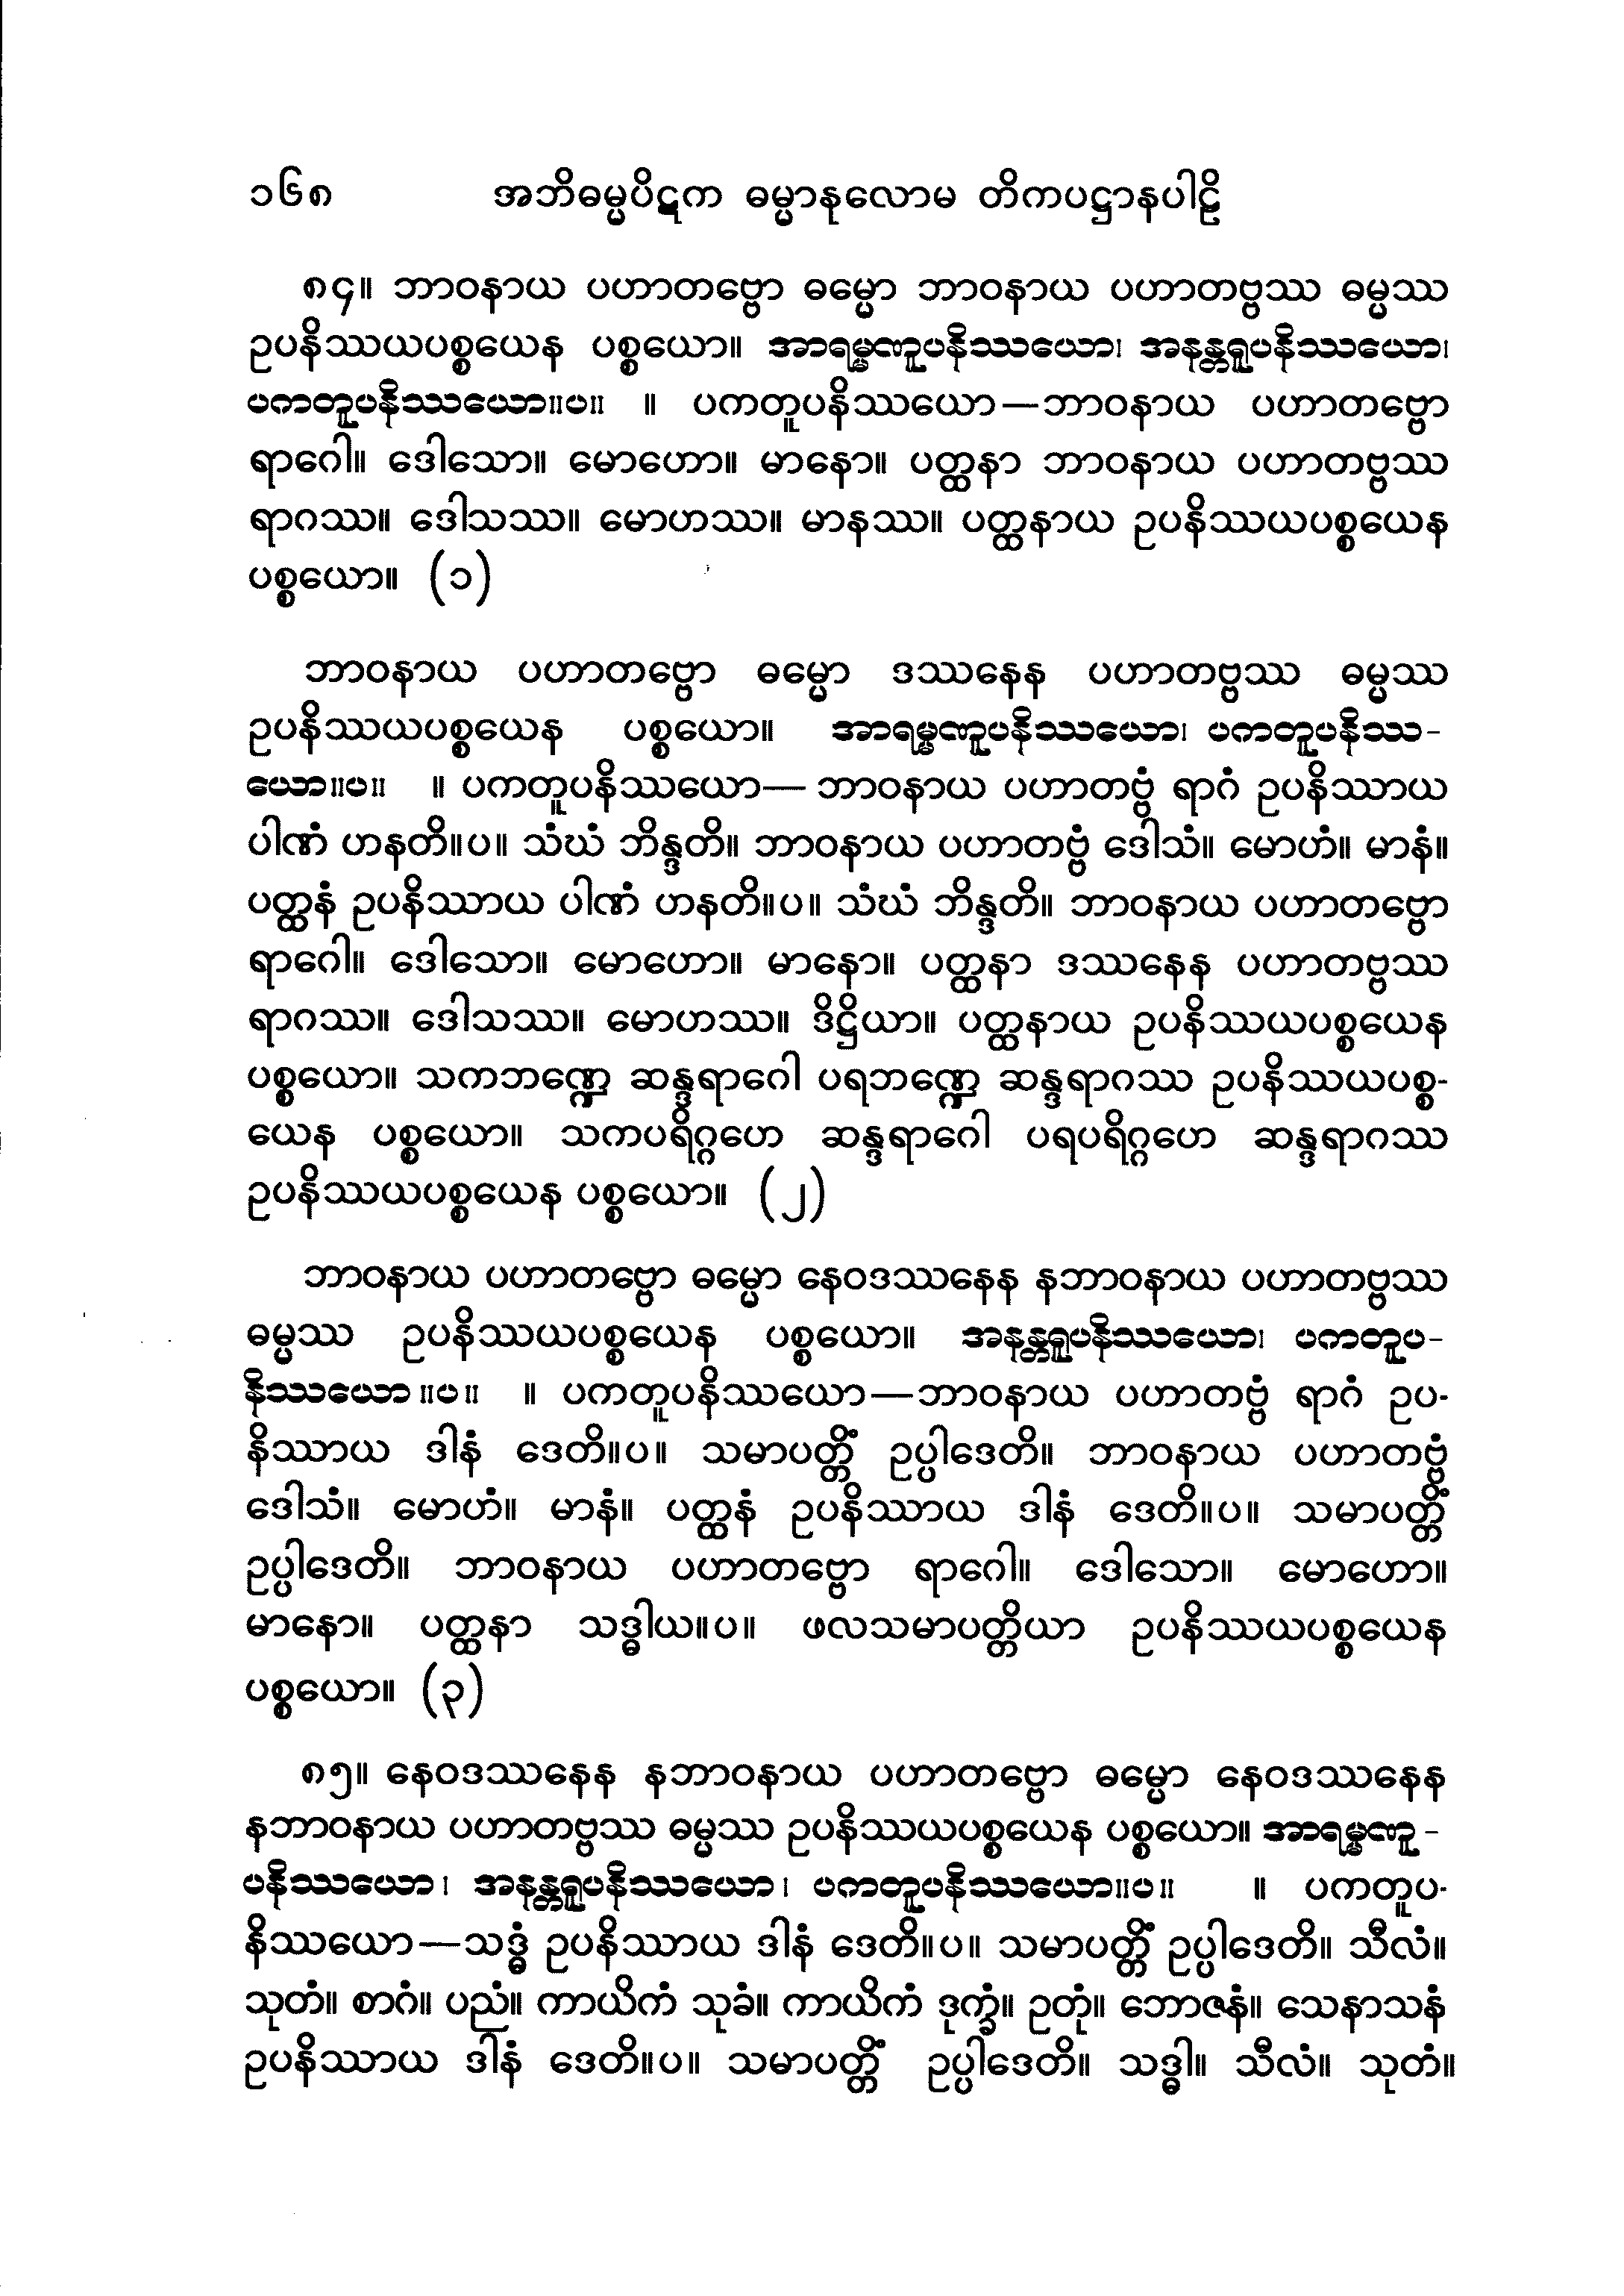 ၁၆၈ အဘိဓမ္မပိဋက ဓမ္မာနုလောမ တိကပဋ္ဌာနပါဠိ
၈၄။ ဘာဝနာယ ပဟာတဗ္ဗော ဓမ္မော ဘာဝနာယ ပဟာတဗ္ဗဿ ဓမ္မဿ
ဥပနိဿယပစ္စယေန ပစ္စယော။ အာရမ္မဏူပနိဿယော၊ အနန္တရူပနိဿယော၊
ပကတူပနိဿယော။ပ။ ။ ပကတူပနိဿယော—ဘာဝနာယ ပဟာတဗ္ဗော
ရာဂေါ။ ဒေါသော။ မောဟော။ မာနော။ ပတ္ထနာ ဘာဝနာယ ပဟာတဗ္ဗဿ
ရာဂဿ။ ဒေါသဿ။ မောဟဿ။ မာနဿ။ ပတ္ထနာယ ဥပနိဿယပစ္စယေန
ပစ္စယော။ (၁)
ဘာဝနာယ ပဟာတဗ္ဗော ဓမ္မော ဒဿနေန ပဟာတဗ္ဗဿ ဓမ္မဿ
ဥပနိဿယပစ္စယေန ပစ္စယော။ အာရမ္မဏူပနိဿယော၊ ပကတူပနိဿ-
ယော။ပ။ ။ ပကတူပနိဿယော— ဘာဝနာယ ပဟာတဗ္ဗံ ရာဂံ ဥပနိဿာယ
ပါဏံ ဟနတိ။ပ။ သံဃံ ဘိန္ဒတိ။ ဘာဝနာယ ပဟာတဗ္ဗံ ဒေါသံ။ မောဟံ။ မာနံ။
ပတ္ထနံ ဥပနိဿာယ ပါဏံ ဟနတိ။ပ။ သံဃံ ဘိန္ဒတိ။ ဘာဝနာယ ပဟာတဗ္ဗော
ရာဂေါ။ ဒေါသော။ မောဟော။ မာနော။ ပတ္ထနာ ဒဿနေန ပဟာတဗ္ဗဿ
ရာဂဿ။ ဒေါသဿ။ မောဟဿ။ ဒိဋ္ဌိယာ။ ပတ္ထနာယ ဥပနိဿယပစ္စယေန
ပစ္စယော။ သကဘဏ္ဍေ ဆန္ဒရာဂေါ ပရဘဏ္ဍေ ဆန္ဒရာဂဿ ဥပနိဿယပစ္စ-
ယေန ပစ္စယော။ သကပရိဂ္ဂဟေ ဆန္ဒရာဂေါ ပရပရိဂ္ဂဟေ ဆန္ဒရာဂဿ
ဥပနိဿယပစ္စယေန ပစ္စယော။ (၂)
ဘာဝနာယ ပဟာတဗ္ဗော ဓမ္မော နေဝဒဿနေန နဘာဝနာယ ပဟာတဗ္ဗဿ
ဓမ္မဿ ဥပနိဿယပစ္စယေန ပစ္စယော။ အနန္တရူပနိဿယော၊ ပကတူပ-
နိဿယော။ပ။ ။ ပကတူပနိဿယော—ဘာဝနာယ ပဟာတဗ္ဗံ ရာဂံ ဥပ-
နိဿာယ ဒါနံ ဒေတိ။ပ။ သမာပတ္တိံ ဥပ္ပါဒေတိ။ ဘာဝနာယ ပဟာတဗ္ဗံ
ဒေါသံ။ မောဟံ။ မာနံ။ ပတ္ထနံ ဥပနိဿာယ ဒါနံ ဒေတိ။ပ။ သမာပတ္တိံ
ဥပ္ပါဒေတိ။ ဘာဝနာယ ပဟာတဗ္ဗော ရာဂေါ။ ဒေါသော။ မောဟော။
မာနော။ ပတ္ထနာ သဒ္ဓါယ။ပ။ ဖလသမာပတ္တိယာ ဥပနိဿယပစ္စယေန
ပစ္စယော။ (၃)
၈၅။ နေဝဒဿနေန နဘာဝနာယ ပဟာတဗ္ဗော ဓမ္မော နေဝဒဿနေန
နဘာဝနာယ ပဟာတဗ္ဗဿ ဓမ္မဿ ဥပနိဿယပစ္စယေန ပစ္စယော။ အာရမ္မဏူ-
ပနိဿယော၊ အနန္တရူပနိဿယော၊ ပကတူပနိဿယော။ပ။ ။ ပကတူပ-
နိဿယော—သဒ္ဓံ ဥပနိဿာယ ဒါနံ ဒေတိ။ပ။ သမာပတ္တိံ ဥပ္ပါဒေတိ။ သီလံ။
သုတံ။ စာဂံ။ ပညံ။ ကာယိကံ သုခံ။ ကာယိကံ ဒုက္ခံ။ ဥတုံ။ ဘောဇနံ။ သေနာသနံ
ဥပနိဿာယ ဒါနံ ဒေတိ။ပ။ သမာပတ္တိံ ဥပ္ပါဒေတိ။ သဒ္ဓါ။ သီလံ။ သုတံ။